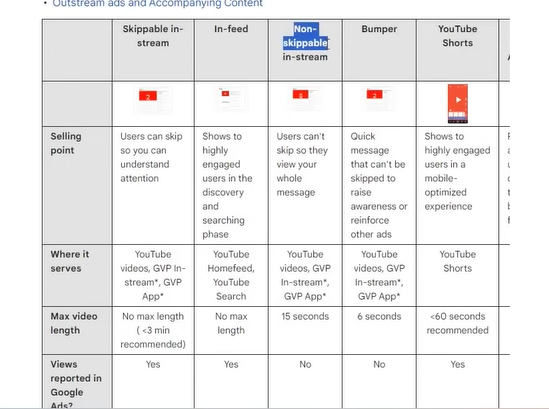 • Outstream ads and Accompanying Content
Skippable in-
stream
In-feed
Non-
skippable
in-stream
Bumper
YouTube
Shorts
Selling
point
Users can skip
so you can
understand
attention
Shows to
highly
engaged
users in the
discovery
and
searching
phase
Users can't
skip so they
view your
whole
message
Quick
message
that can't be
skipped to
raise
awareness or
reinforce
other ads
Shows to
highly engaged
users in a
mobile-
optimized
experience
Where it
serves
YouTube
videos, GVP In-
stream*, GVP
App*
YouTube
Homefeed,
YouTube
Search
YouTube
videos, GVP
In-stream*,
GVP App*
YouTube
videos, GVP
In-stream*,
GVP App*
YouTube
Shorts
Max video
length
No max length
( <3 min
recommended)
No max
length
15 seconds
6 seconds
<60 seconds
recommended
Views
reported in
Google
Ads?
Yes
Yes
No
No
Yes